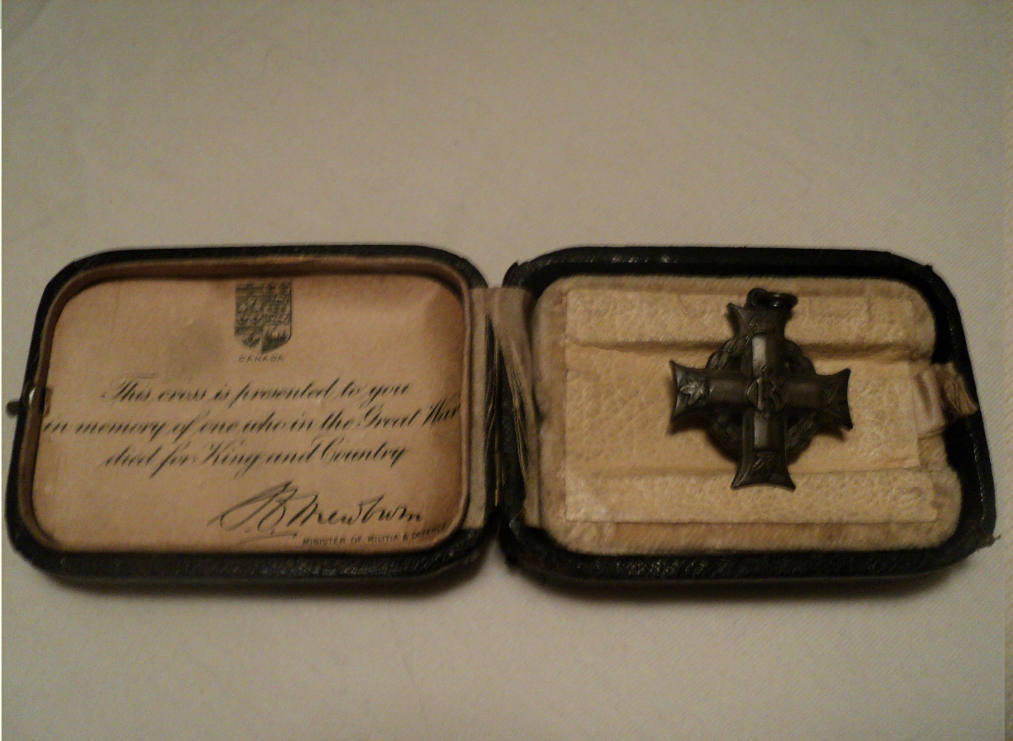 CANADA
This cross is presented to you
in memory of one who in the Great War
died for King and Country
S C Mewburn
MINISTER OF MILITIA & DEFENCE